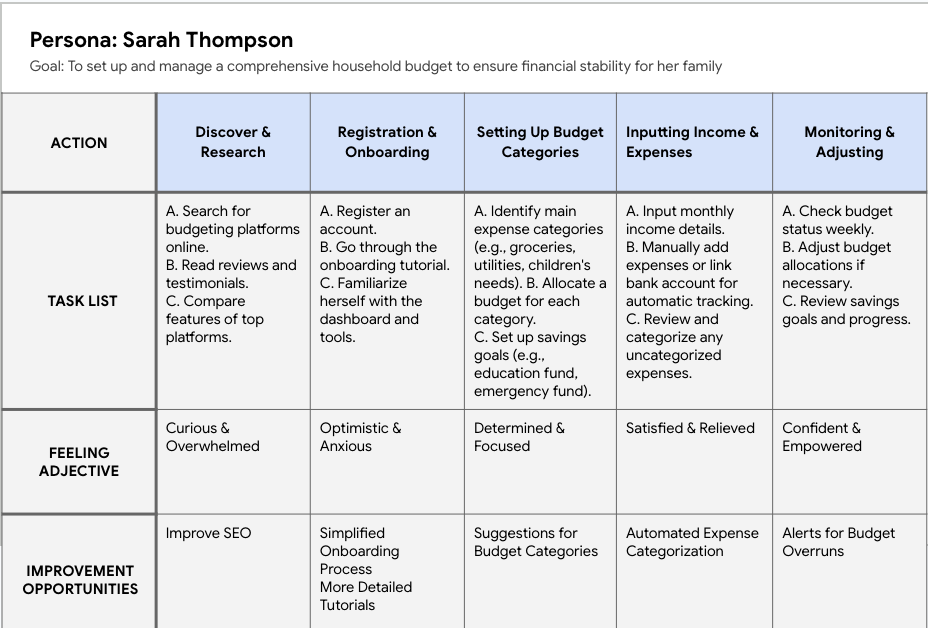 Persona: Sarah Thompson
Goal: To set up and manage a comprehensive household budget to ensure financial stability for her family
ACTION
Discover &
Research
Registration &
Onboarding
Setting Up Budget
Categories
Inputting Income &
Expenses
Monitoring &
Adjusting
TASK LIST
A. Search for
budgeting platforms
online.
B. Read reviews and
testimonials.
C. Compare
features of top
platforms.
A. Register an
account.
B. Go through the
onboarding tutorial.
C. Familiarize
herself with the
dashboard and
tools.
A. Identify main
expense categories
(e.g., groceries,
utilities, children's
needs). B. Allocate a
budget for each
category.
C. Set up savings
goals (e.g.,
education fund,
emergency fund).
A. Input monthly
income details.
B. Manually add
expenses or link
bank account for
automatic tracking.
C. Review and
categorize any
uncategorized
expenses.
A. Check budget
status weekly.
B. Adjust budget
allocations if
necessary.
C. Review savings
goals and progress.
FEELING
ADJECTIVE
Curious &
Overwhelmed
Optimistic &
Anxious
Determined &
Focused
Satisfied & Relieved
Confident &
Empowered
IMPROVEMENT
OPPORTUNITIES
Improve SEO
Simplified
Onboarding
Process
More Detailed
Tutorials
Suggestions for
Budget Categories
Automated Expense
Categorization
Alerts for Budget
Overruns